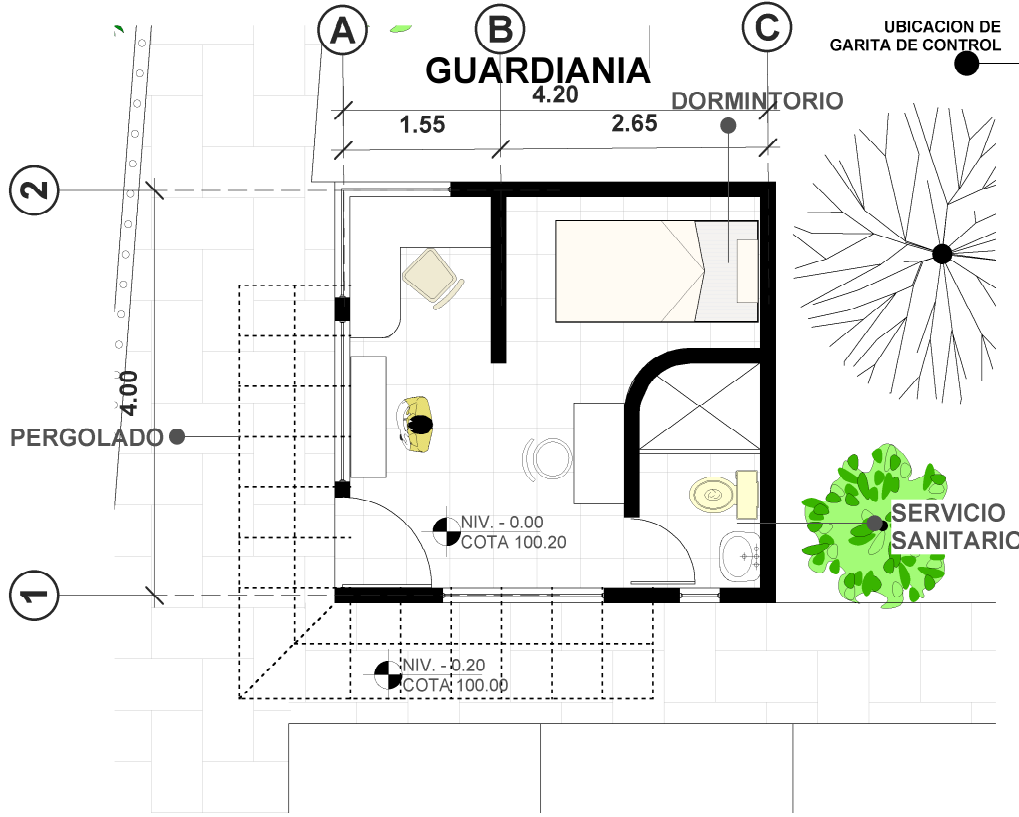 A
B
C
UBICACION DE
GARITA DE CONTROL
GUARDIANIA
4.20
DORMINTORIO
1.55
2.65
2
4.00
PERGOLADO
NIV. - 0.00
COTA 100.20
SERVICIO
SANITARIO
1
NIV. - 0.20
COTA 100.00